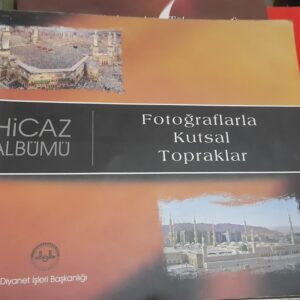 HİCAZ
ALBÜMÜ
Fotoğraflarla
Kutsal
Topraklar
Diyanet İşleri Başkanlığı